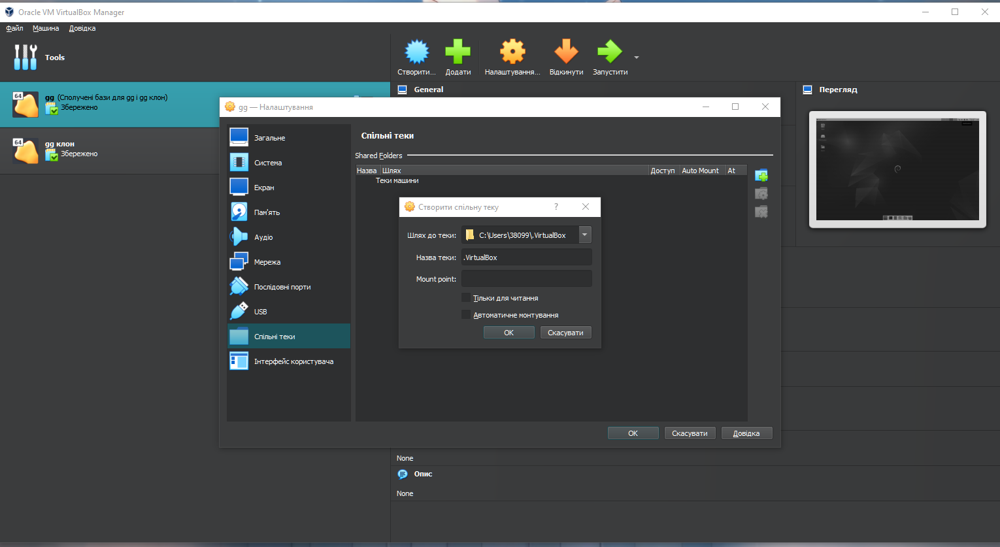 Oracle VM VirtualBox Manager
Файл Машина Довідка
Tools
Створити... Додати Налаштування... Відкинути Запустити
64
gg (Сполучені бази для gg і gg клон)
Збережено
64
gg клон
Збережено
General
Перегляд
gg — Налаштування
Загальне
Система
Екран
Пам'ять
Аудіо
Мережа
Послідовні порти
USB
Спільні теки
Інтерфейс користувача
Спільні теки
Shared Folders
Назва Шлях Доступ Auto Mount At
Теки машини
Створити спільну теку ?
Шлях до теки: C:\Users\38099\.VirtualBox
Назва теки: .VirtualBox
Mount point:
Тільки для читання
Автоматичне монтування
ОК Скасувати
ОК Скасувати Довідка
None
Опис
None